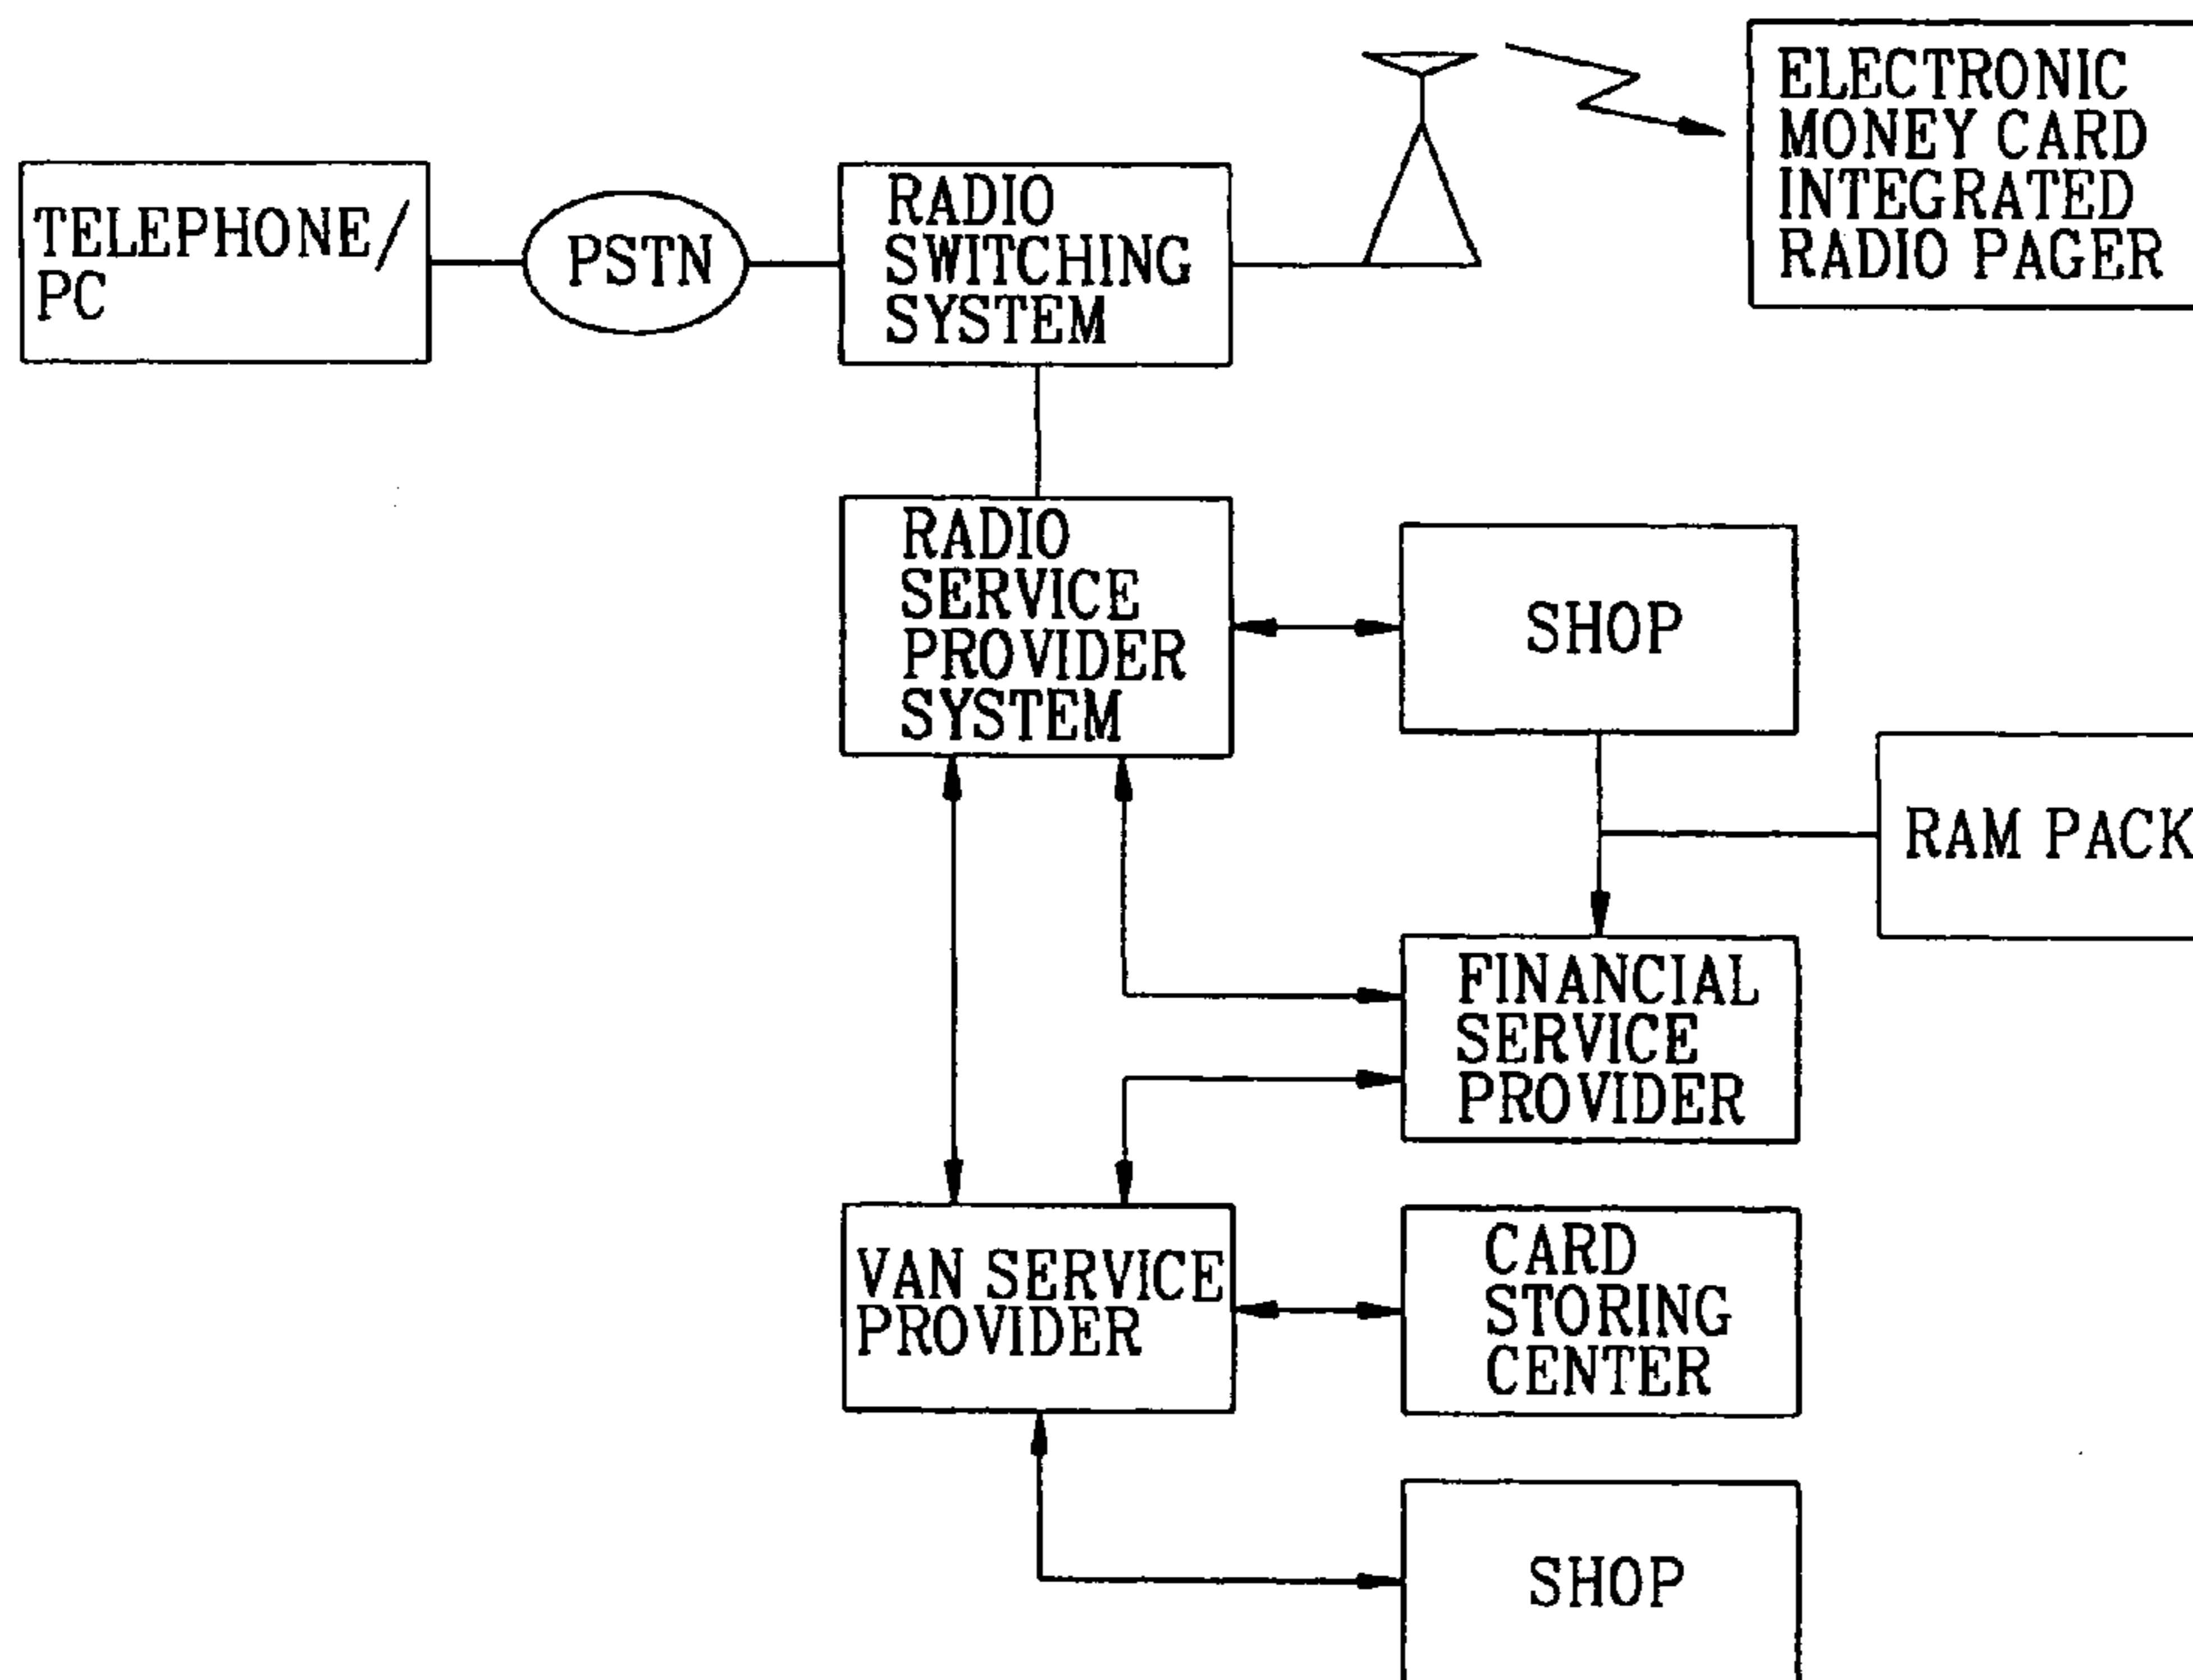 ELECTRONIC
MONEY CARD
INTEGRATED
RADIO PAGER
TELEPHONE/
PC
PSTN
RADIO
SWITCHING
SYSTEM
RADIO
SERVICE
PROVIDER
SYSTEM
SHOP
RAM PACK
FINANCIAL
SERVICE
PROVIDER
VAN SERVICE
PROVIDER
CARD
STORING
CENTER
SHOP